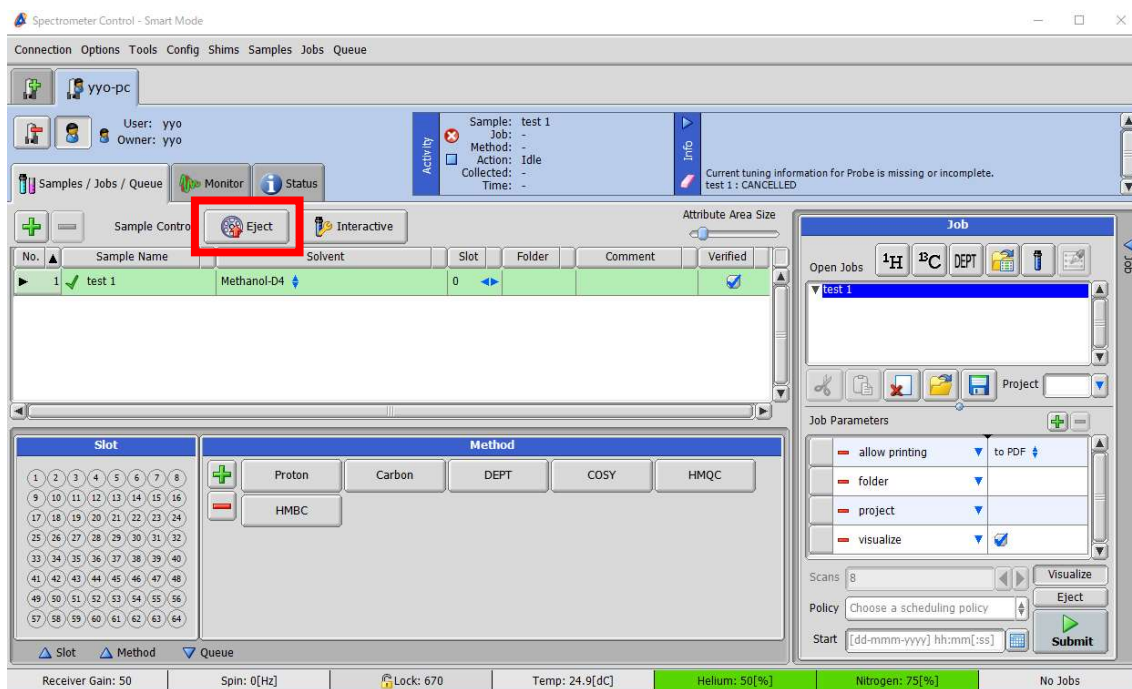 Spectrometer Control - Smart Mode
Connection Options Tools Config Shims Samples Jobs Queue
yyo-pc
User: yyo
Owner: yyo
Activity
Sample: test 1
Job: -
Method: -
Action: Idle
Collected: -
Time: -
Info
Current tuning information for Probe is missing or incomplete.
test 1 : CANCELLED
Samples / Jobs / Queue Monitor Status
Sample Contro Eject Interactive Attribute Area Size
No. Sample Name Solvent Slot Folder Comment Verified
1 test 1 Methanol-D4 0
Job
Job
Open Jobs 1H 13C DEPT
test 1
Project
Job Parameters
allow printing to PDF
folder
project
visualize
Scans 8 Visualize
Eject
Policy Choose a scheduling policy
Start [dd-mmm-yyyy] hh:mm[:ss] Submit
Slot
1 2 3 4 5 6 7 8
9 10 11 12 13 14 15 16
17 18 19 20 21 22 23 24
25 26 27 28 29 30 31 32
33 34 35 36 37 38 39 40
41 42 43 44 45 46 47 48
49 50 51 52 53 54 55 56
57 58 59 60 61 62 63 64
Method
Proton Carbon DEPT COSY HMQC
HMBC
Slot Method Queue
Receiver Gain: 50 Spin: 0[Hz] Lock: 670 Temp: 24.9[dC] Helium: 50[%] Nitrogen: 75[%] No Jobs